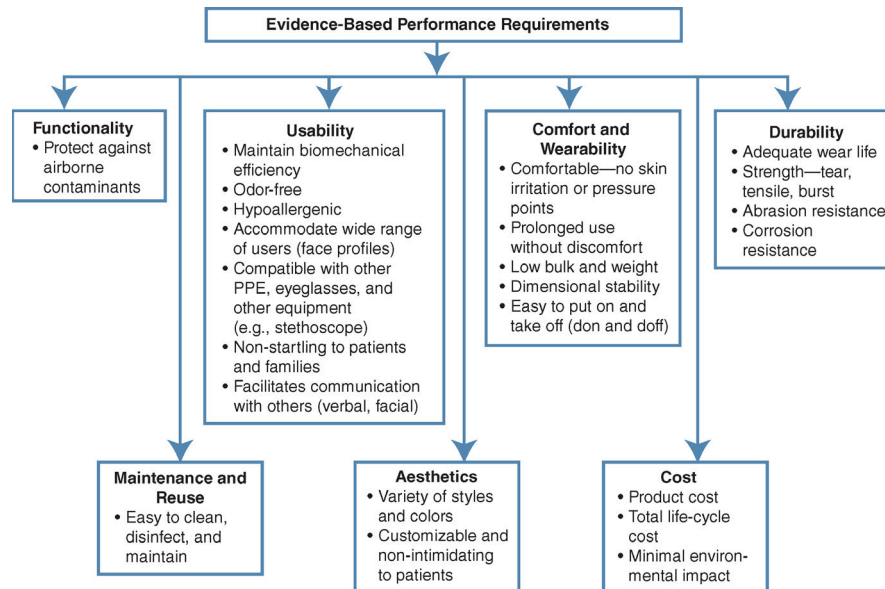 Evidence-Based Performance Requirements
Functionality
• Protect against
airborne
contaminants
Usability
• Maintain biomechanical
efficiency
• Odor-free
• Hypoallergenic
• Accommodate wide range
of users (face profiles)
• Compatible with other
PPE, eyeglasses, and
other equipment
(e.g., stethoscope)
• Non-startling to patients
and families
• Facilitates communication
with others (verbal, facial)
Comfort and
Wearability
• Comfortable—no skin
irritation or pressure
points
• Prolonged use
without discomfort
• Low bulk and weight
• Dimensional stability
• Easy to put on and
take off (don and doff)
Durability
• Adequate wear life
• Strength—tear,
tensile, burst
• Abrasion resistance
• Corrosion
resistance
Maintenance and
Reuse
• Easy to clean,
disinfect, and
maintain
Aesthetics
• Variety of styles
and colors
• Customizable and
non-intimidating
to patients
Cost
• Product cost
• Total life-cycle
cost
• Minimal environ-
mental impact